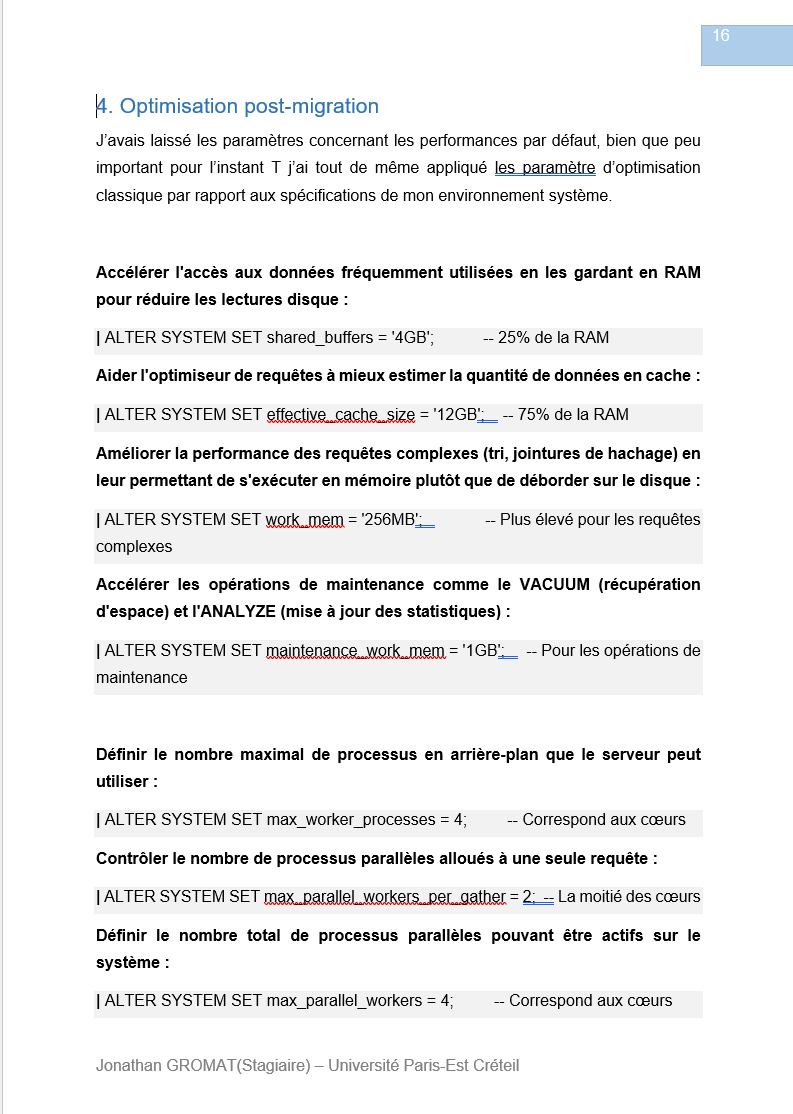 16
4. Optimisation post-migration
J’avais laissé les paramètres concernant les performances par défaut, bien que peu
important pour l’instant T j’ai tout de même appliqué les paramètre d’optimisation
classique par rapport aux spécifications de mon environnement système.
Accélérer l'accès aux données fréquemment utilisées en les gardant en RAM
pour réduire les lectures disque :
| ALTER SYSTEM SET shared_buffers = '4GB'; -- 25% de la RAM
Aider l'optimiseur de requêtes à mieux estimer la quantité de données en cache :
| ALTER SYSTEM SET effective_cache_size = '12GB'; -- 75% de la RAM
Améliorer la performance des requêtes complexes (tri, jointures de hachage) en
leur permettant de s'exécuter en mémoire plutôt que de déborder sur le disque :
| ALTER SYSTEM SET work_mem = '256MB'; -- Plus élevé pour les requêtes
complexes
Accélérer les opérations de maintenance comme le VACUUM (récupération
d'espace) et l'ANALYZE (mise à jour des statistiques) :
| ALTER SYSTEM SET maintenance_work_mem = '1GB'; -- Pour les opérations de
maintenance
Définir le nombre maximal de processus en arrière-plan que le serveur peut
utiliser :
| ALTER SYSTEM SET max_worker_processes = 4; -- Correspond aux cœurs
Contrôler le nombre de processus parallèles alloués à une seule requête :
| ALTER SYSTEM SET max_parallel_workers_per_gather = 2; -- La moitié des cœurs
Définir le nombre total de processus parallèles pouvant être actifs sur le
système :
| ALTER SYSTEM SET max_parallel_workers = 4; -- Correspond aux cœurs
Jonathan GROMAT(Stagiaire) – Université Paris-Est Créteil